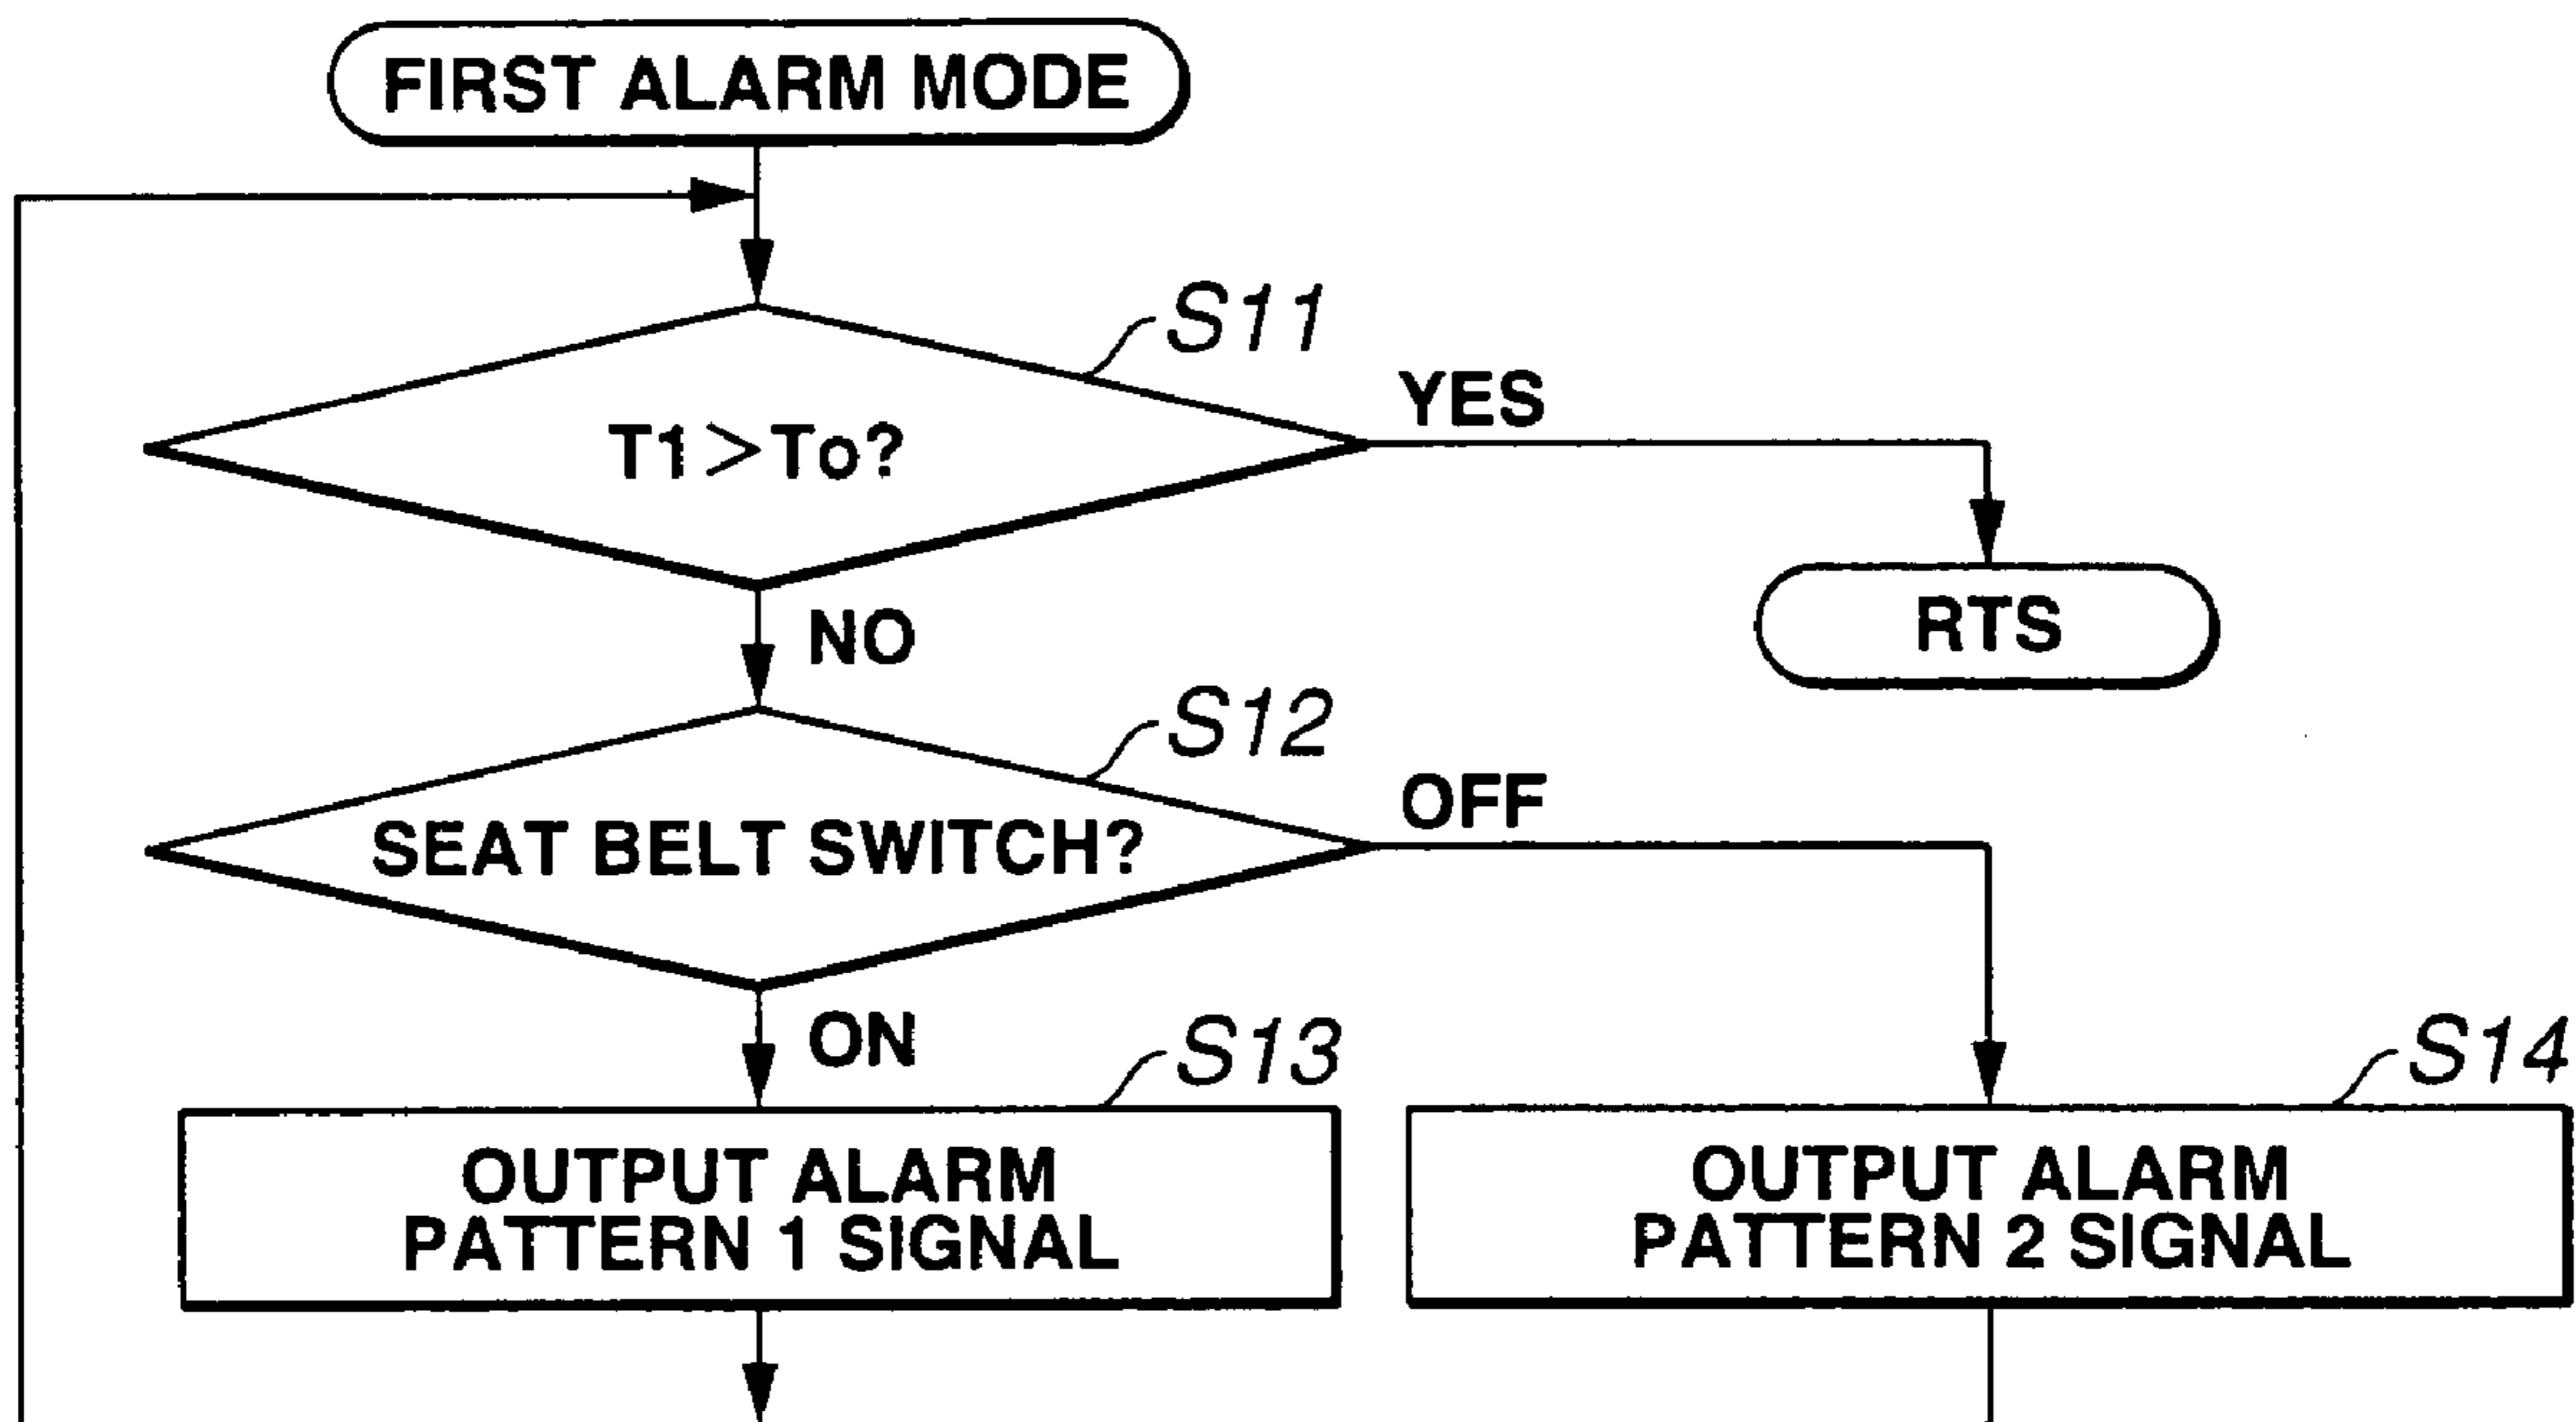 FIRST ALARM MODE
S11
T1>To?
YES
RTS
NO
S12
SEAT BELT SWITCH?
OFF
ON
S13
S14
OUTPUT ALARM
PATTERN 1 SIGNAL
OUTPUT ALARM
PATTERN 2 SIGNAL